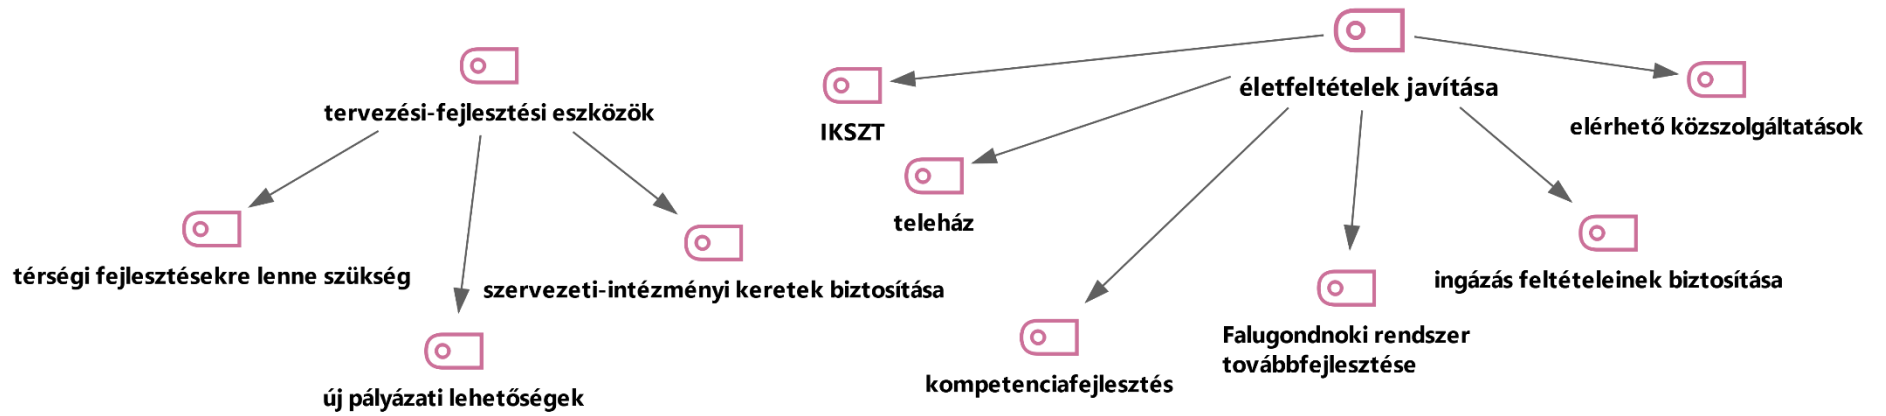 tervezési-fejlesztési eszközök
térségi fejlesztésekre lenne szükség
szervezeti-intézményi keretek biztosítása
új pályázati lehetőségek
életfeltételek javítása
IKSZT
elérhető közszolgáltatások
teleház
ingázás feltételeinek biztosítása
Falugondnoki rendszer
továbbfejlesztése
kompetenciafejlesztés